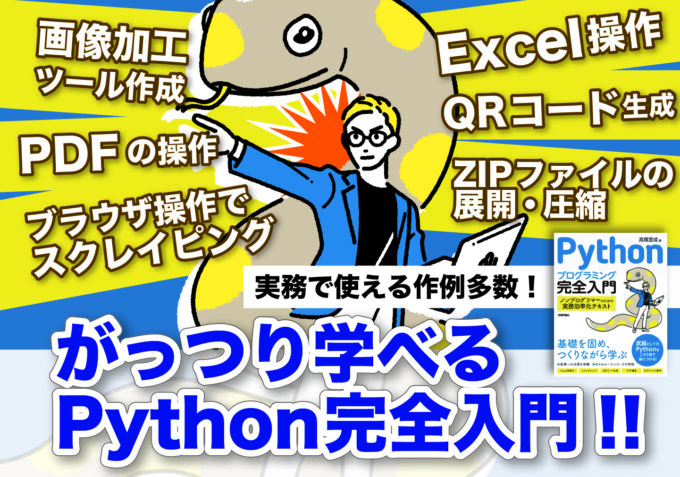 画像加工
ツール作成
PDFの操作
ブラウザ操作で
スクレイピング
Excel操作
QRコード生成
ZIPファイルの
展開・圧縮
実務で使える作例多数!
高橋宣成 著
Python
プログラミング
完全入門
ノンプログラマーのための
実務効率化テキスト
基礎を固め、
つくりながら学ぶ
がっつり学べる
Python完全入門!!